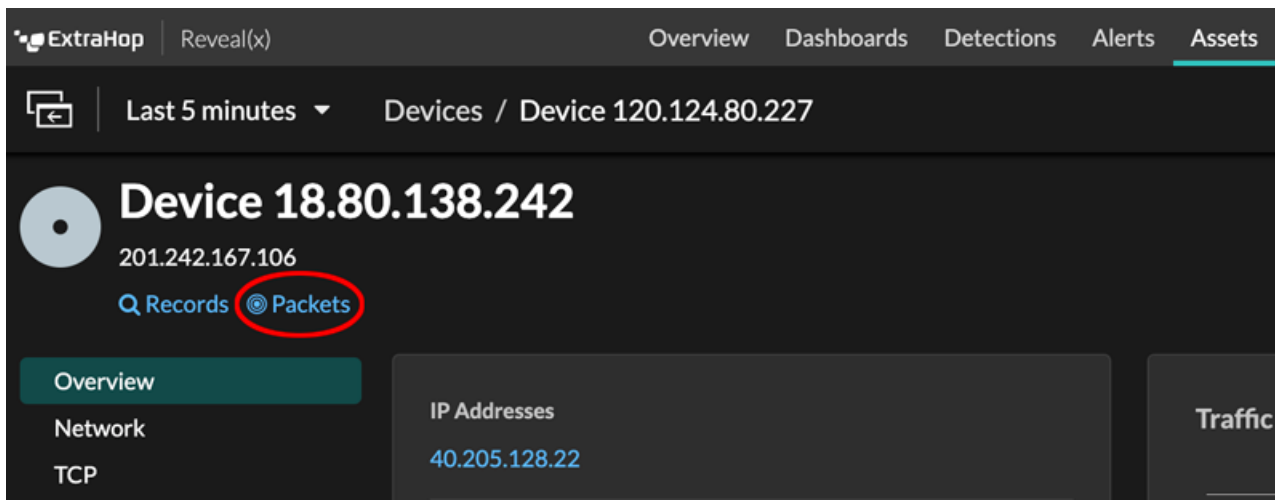 ExtraHop Reveal(x) Overview Dashboards Detections Alerts Assets
Last 5 minutes Devices / Device 120.124.80.227
Device 18.80.138.242
201.242.167.106
Records Packets
Overview
Network
TCP
IP Addresses
40.205.128.22
Traffic